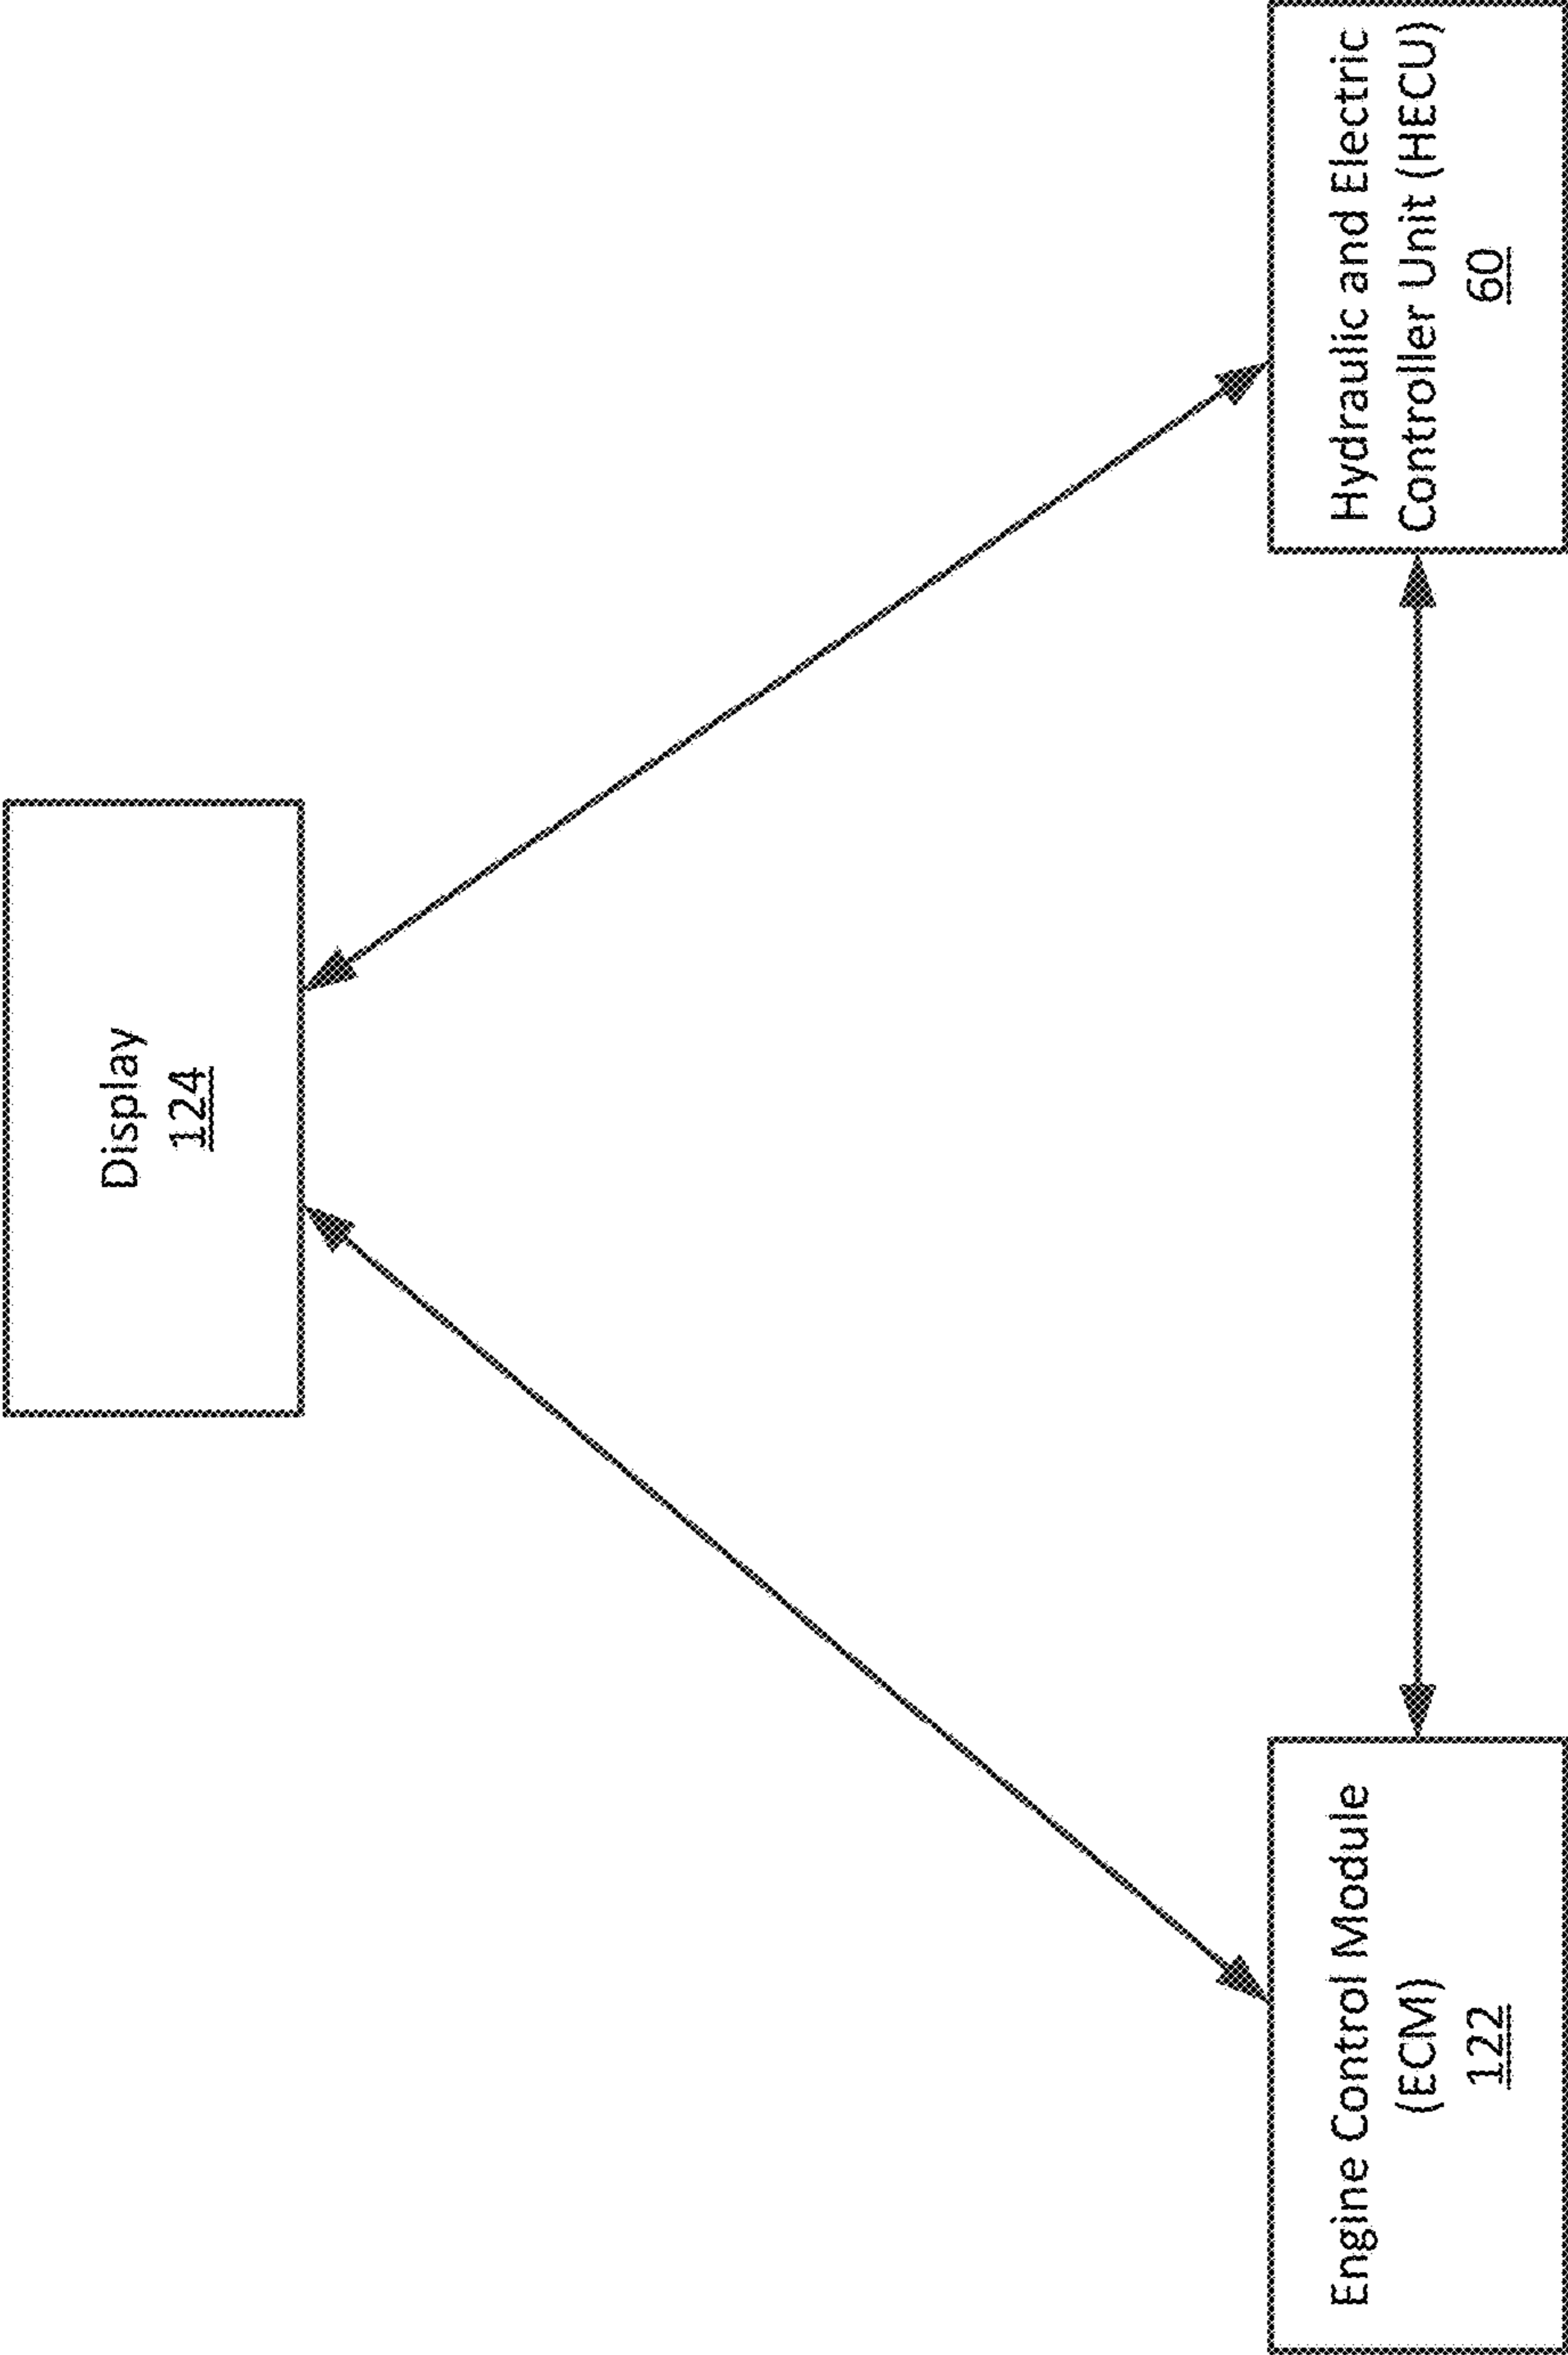 Display
124
Engine Control Module
(ECM)
122
Hydraulic and Electric
Controller Unit (HECU)
60